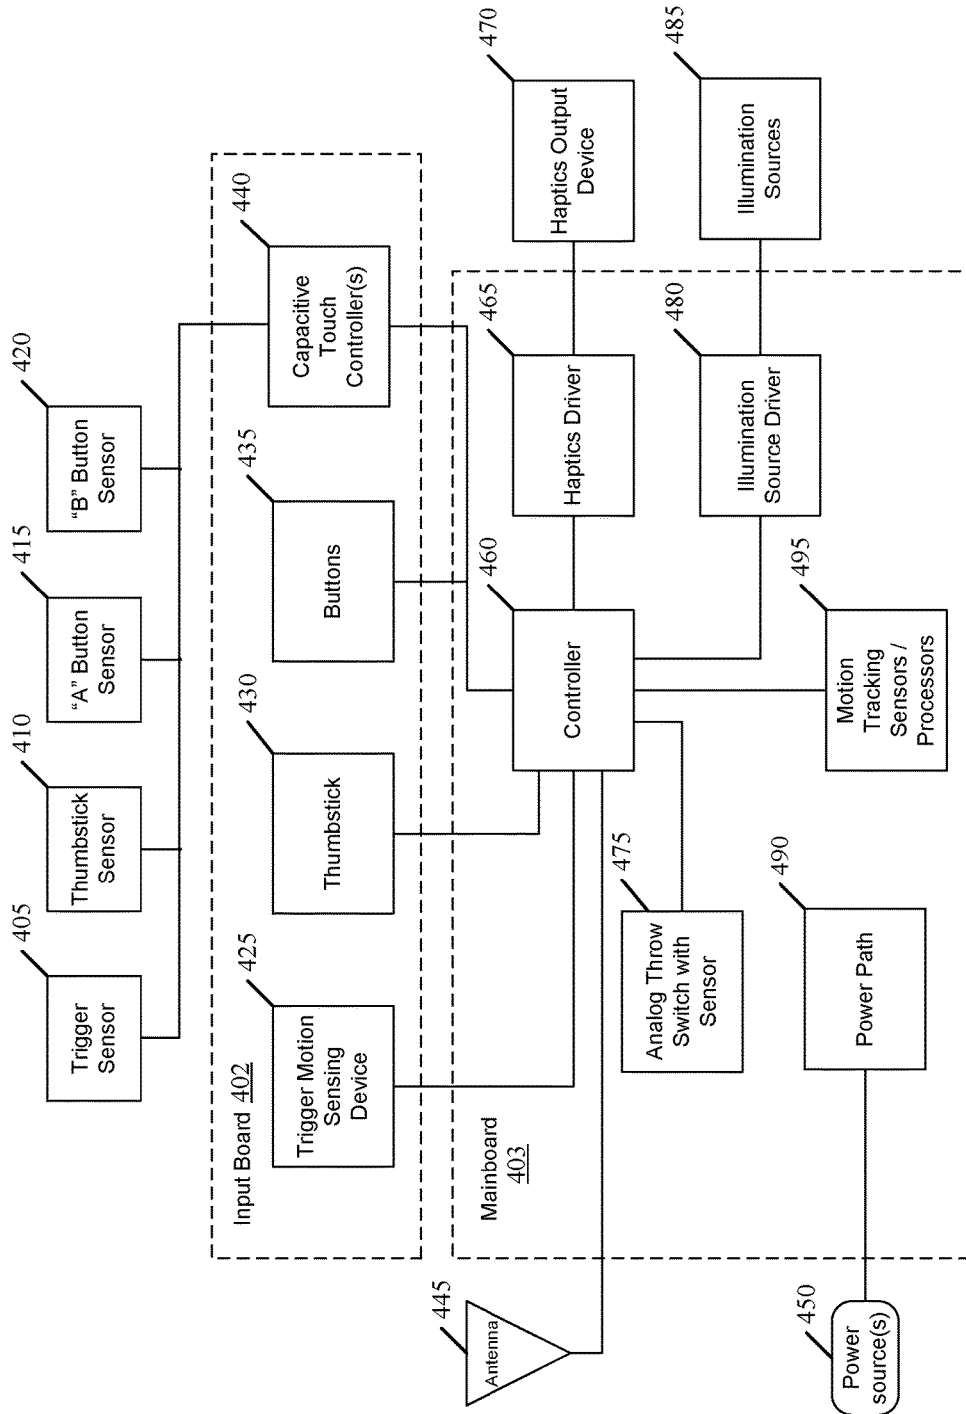 405
Trigger
Sensor
410
Thumbstick
Sensor
415
“A” Button
Sensor
420
“B” Button
Sensor
Input Board 402
425
Trigger Motion
Sensing
Device
430
Thumbstick
435
Buttons
440
Capacitive
Touch
Controller(s)
445
Antenna
Mainboard
403
460
Controller
465
Haptics Driver
470
Haptics Output
Device
475
Analog Throw
Switch with
Sensor
480
Illumination
Source Driver
485
Illumination
Sources
450
Power
source(s)
490
Power Path
495
Motion
Tracking
Sensors /
Processors